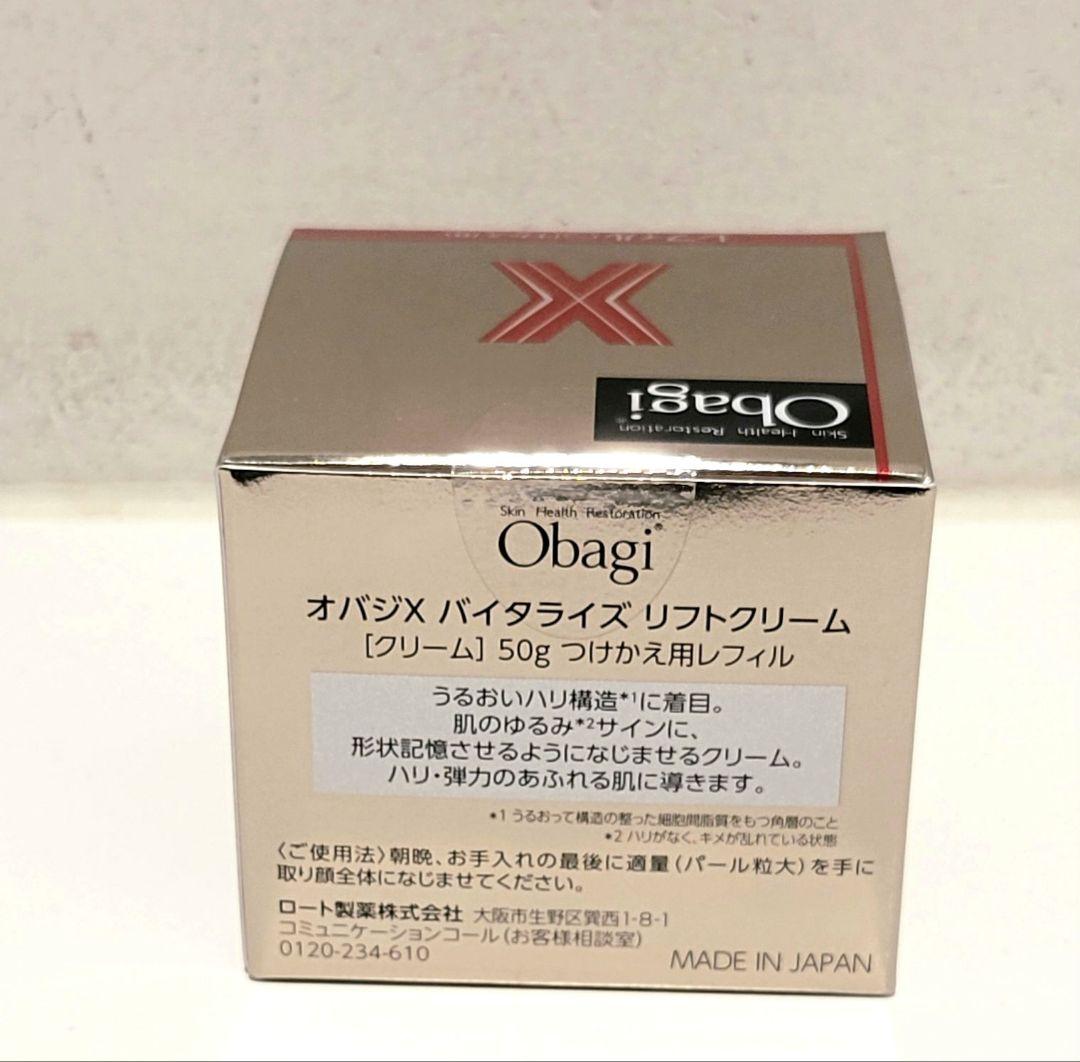 X
Obagi®
Skin Health Restoration
Skin Health Restoration
Obagi®
オバジX バイタライズ リフトクリーム
[クリーム] 50g つけかえ用レフィル
うるおいハリ構造*1に着目。
肌のゆるみ*2サインに、
形状記憶させるようになじませるクリーム。
ハリ・弾力のあふれる肌に導きます。
*1 うるおって構造の整った細胞間脂質をもつ角層のこと
*2 ハリがなく、キメが乱れている状態
〈ご使用法〉朝晩、お手入れの最後に適量(パール粒大)を手に
取り顔全体になじませてください。
ロート製薬株式会社 大阪市生野区巽西1-8-1
コミュニケーションコール(お客様相談室)
0120-234-610
MADE IN JAPAN